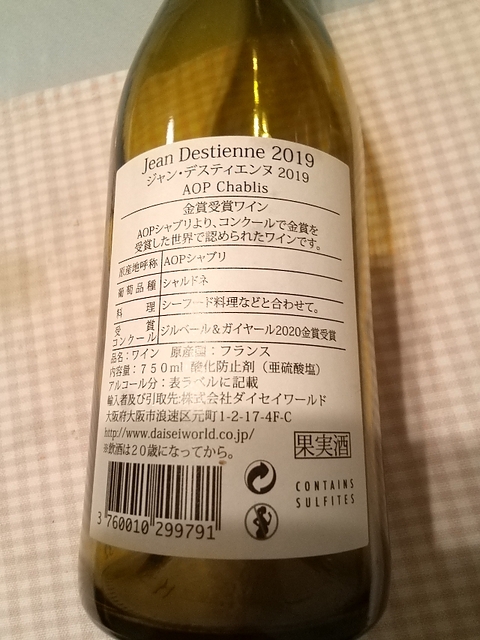 Jean Destienne 2019
ジャン・デスティエンヌ 2019
AOP Chablis
金賞受賞ワイン
AOPシャブリより、コンクールで金賞を
受賞した世界で認められたワインです。
原産地呼称 AOPシャブリ
葡萄品種 シャルドネ
料理 シーフード料理などと合わせて。
受賞コンクール ジルベール&ガイヤール2020金賞受賞
品名:ワイン 原産国:フランス
内容量:750ml 酸化防止剤(亜硫酸塩)
アルコール分:表ラベルに記載
輸入者及び引取先:株式会社ダイセイワールド
大阪府大阪市浪速区元町1-2-17-4F-C
http://www.daiseiworld.co.jp/
※飲酒は20歳になってから。
果実酒
CONTAINS
SULFITES
3 760010 299791